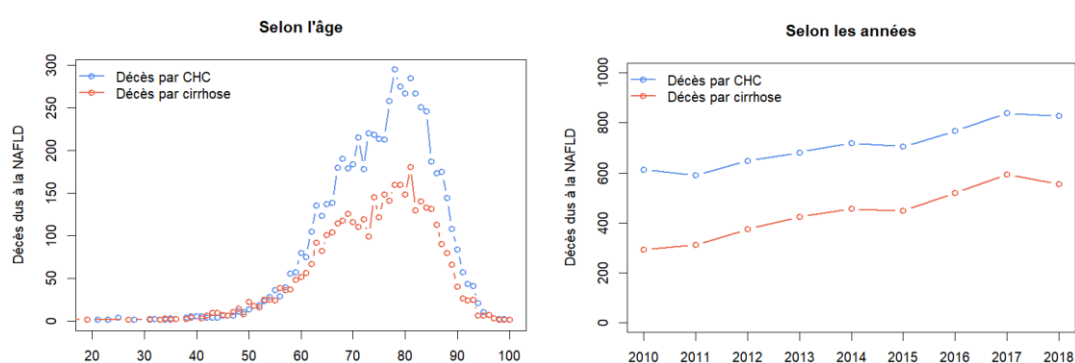 Selon l'âge
Décès dus à la NAFLD
300
250
200
150
100
50
0
Décès par CHC
Décès par cirrhose
20 30 40 50 60 70 80 90 100
Selon les années
Décès dus à la NAFLD
1000
800
600
400
200
0
Décès par CHC
Décès par cirrhose
2010 2011 2012 2013 2014 2015 2016 2017 2018